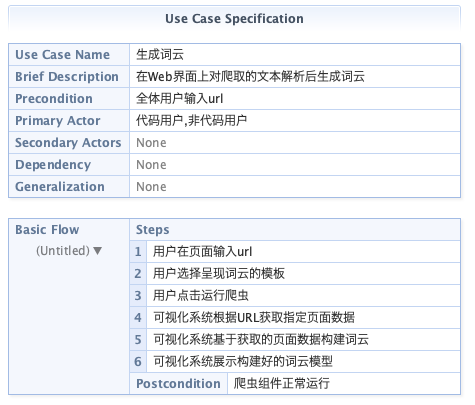 Use Case Specification
Use Case Name 生成词云
Brief Description 在Web界面上对爬取的文本解析后生成词云
Precondition 全体用户输入url
Primary Actor 代码用户,非代码用户
Secondary Actors None
Dependency None
Generalization None
Basic Flow Steps
(Untitled) ▼
1 用户在页面输入url
2 用户选择呈现词云的模板
3 用户点击运行爬虫
4 可视化系统根据URL获取指定页面数据
5 可视化系统基于获取的页面数据构建词云
6 可视化系统展示构建好的词云模型
Postcondition 爬虫组件正常运行